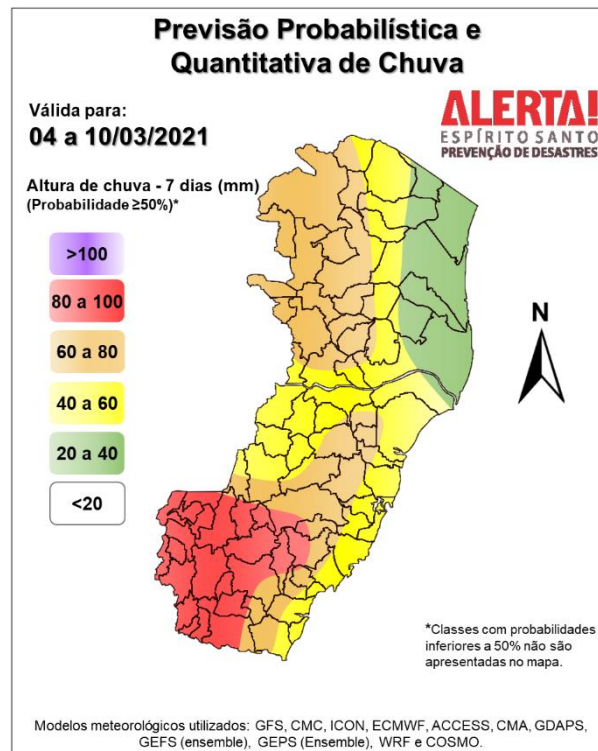 Previsão Probabilística e
Quantitativa de Chuva
Válida para:
04 a 10/03/2021
ALERTA!
ESPÍRITO SANTO
PREVENÇÃO DE DESASTRES
Altura de chuva - 7 dias (mm)
(Probabilidade ≥50%)*
>100
80 a 100
60 a 80
40 a 60
20 a 40
<20
N
*Classes com probabilidades
inferiores a 50% não são
apresentadas no mapa.
Modelos meteorológicos utilizados: GFS, CMC, ICON, ECMWF, ACCESS, CMA, GDAPS,
GEFS (ensemble), GEPS (Ensemble), WRF e COSMO.